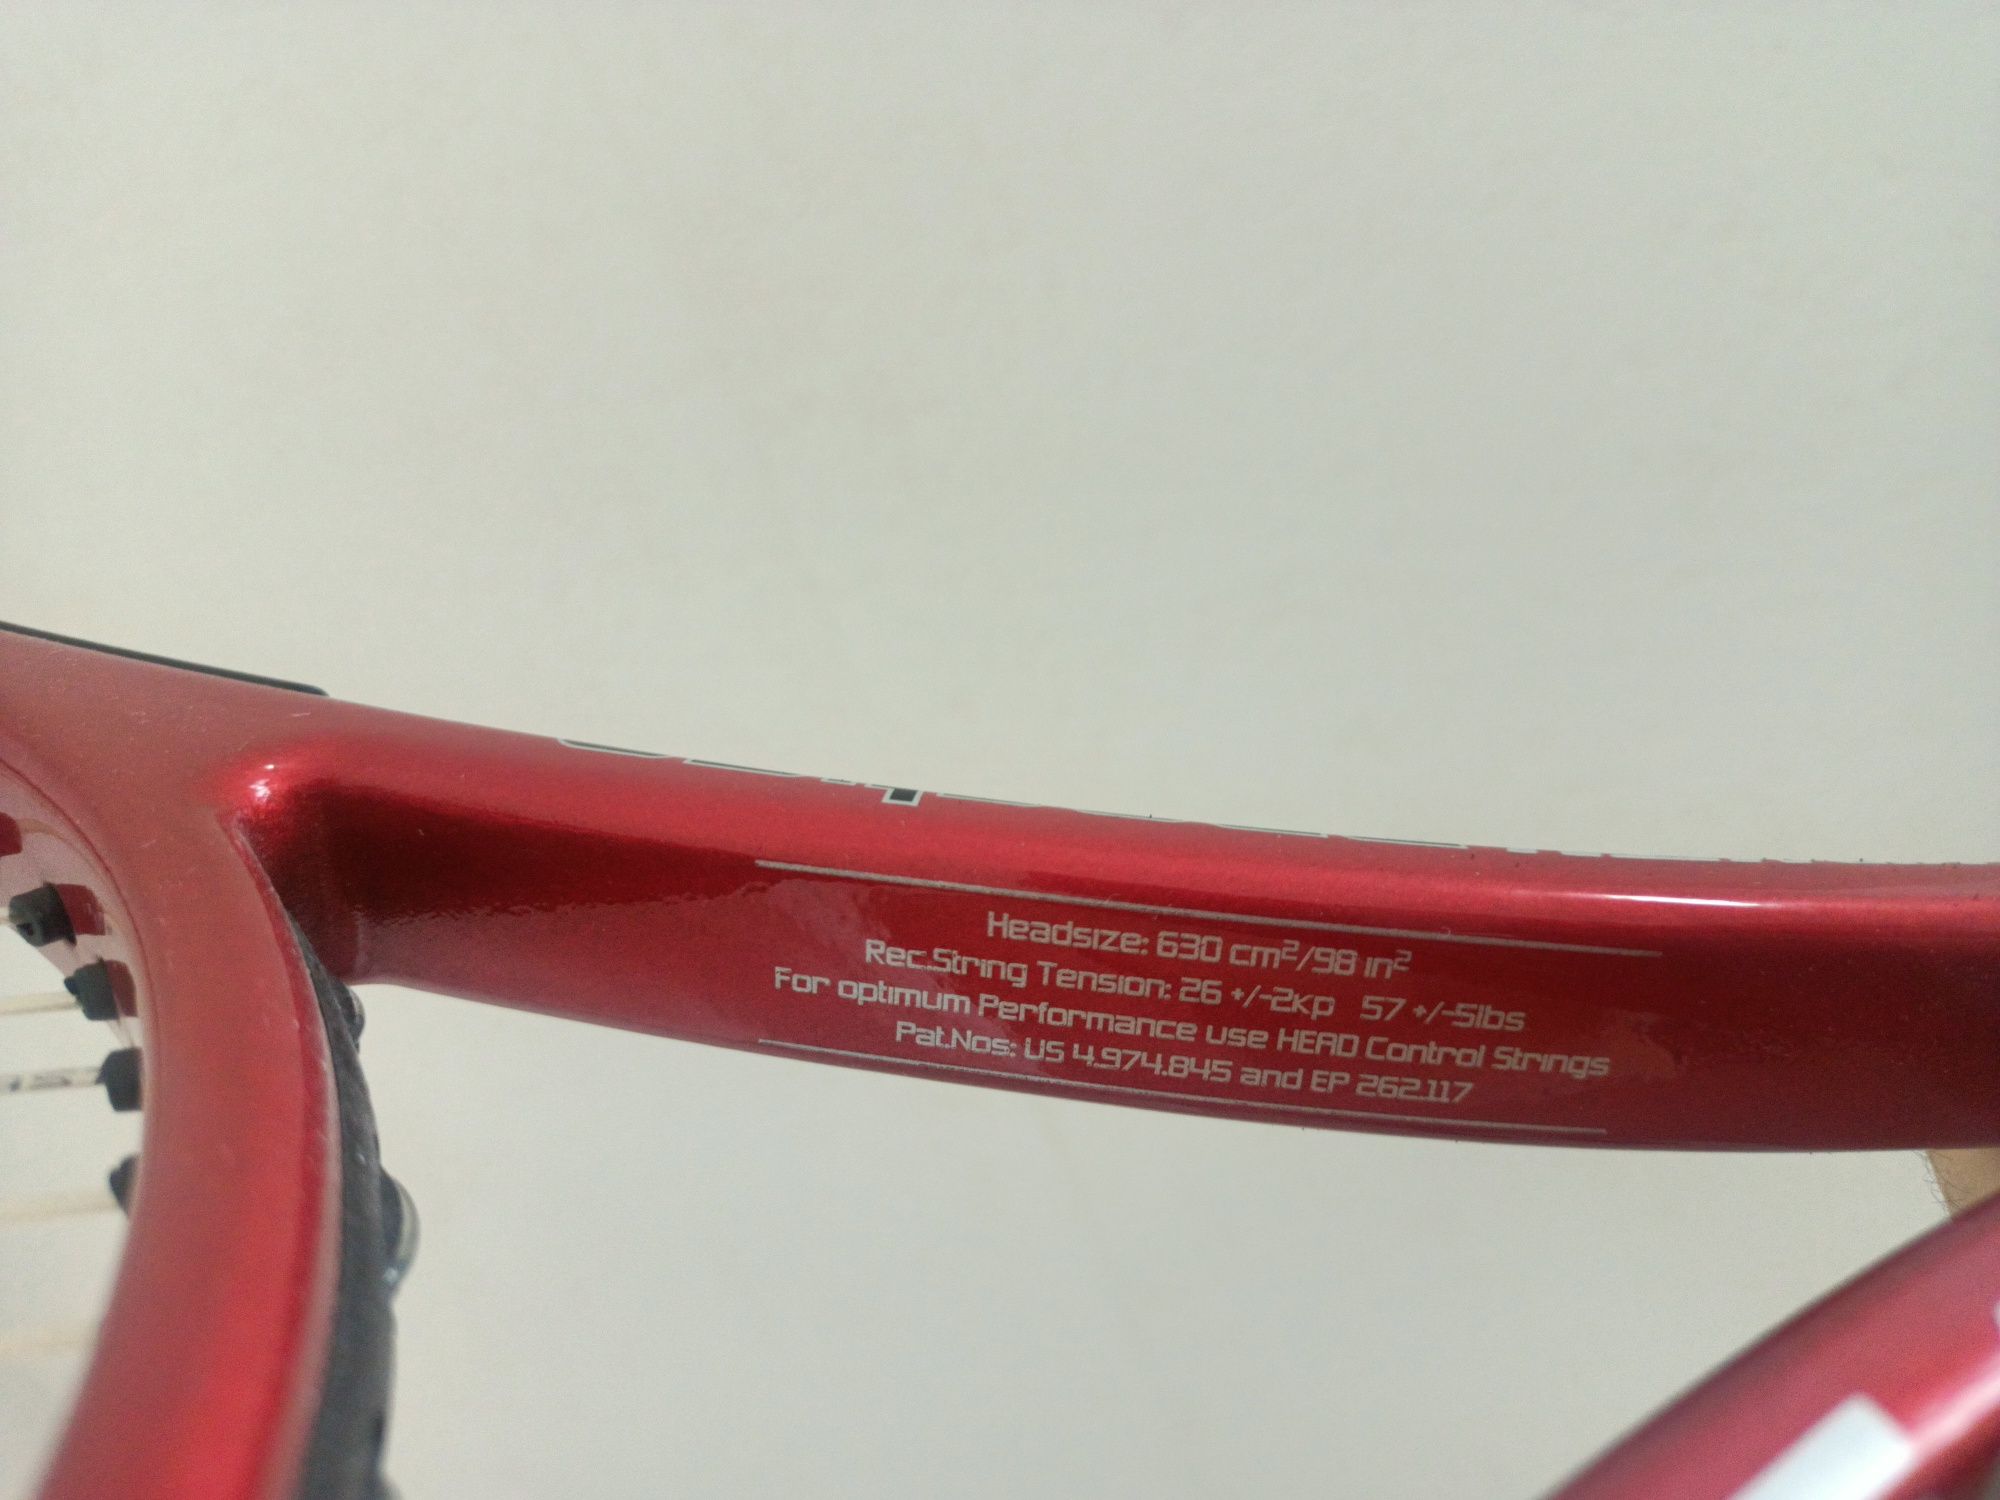 Headsize: 630 cm²/98 in²
Rec.String Tension: 26 +/-2kp 57 +/-5lbs
For optimum Performance use HEAD Control Strings
Pat.Nos: US 4.974.845 and EP 262.117